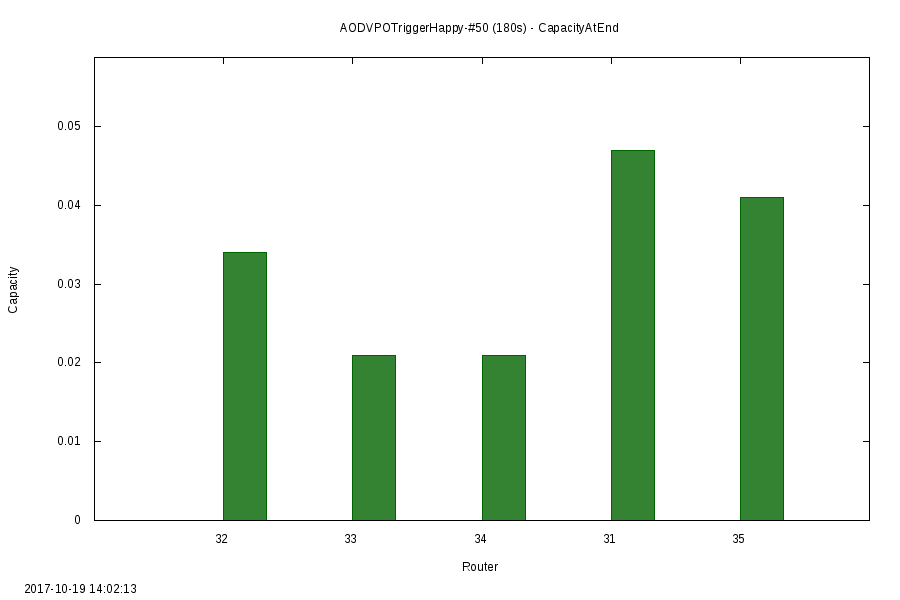 AODVPOTriggerHappy-#50 (180s) - CapacityAtEnd
0.05
0.04
0.03
0.02
0.01
0
Capacity
32 33 34 31 35
Router
2017-10-19 14:02:13